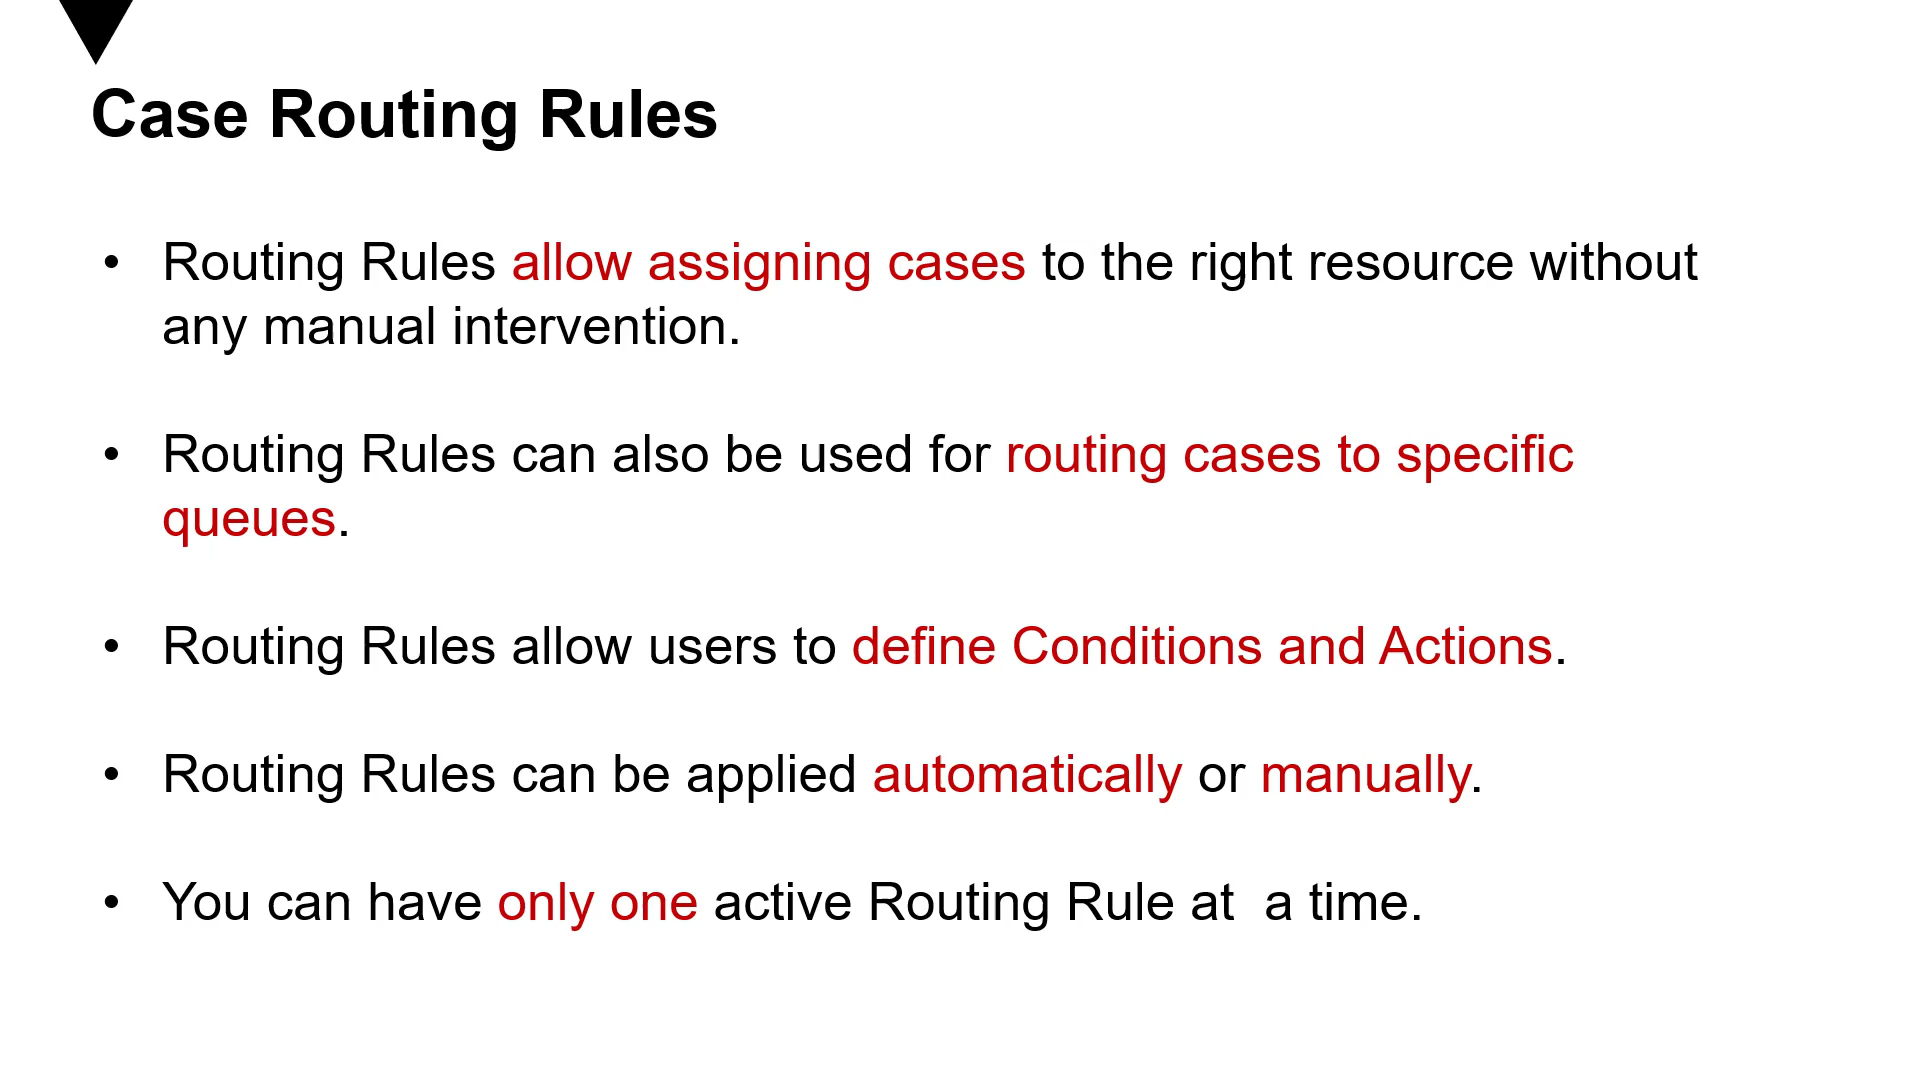 Case Routing Rules
• Routing Rules allow assigning cases to the right resource without
any manual intervention.
• Routing Rules can also be used for routing cases to specific
queues.
• Routing Rules allow users to define Conditions and Actions.
• Routing Rules can be applied automatically or manually.
• You can have only one active Routing Rule at  a time.